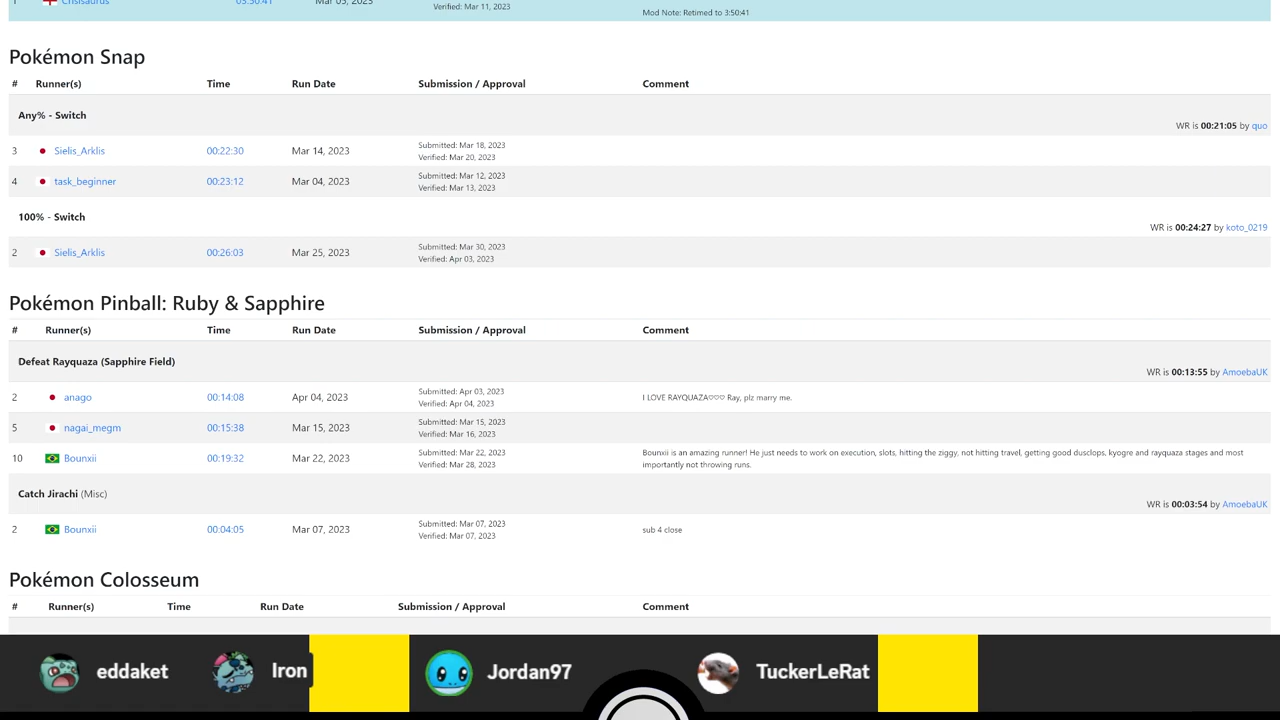 1 Crisisaurus 03:50:41 Mar 05, 2023 Verified: Mar 11, 2023 Mod Note: Retimed to 3:50:41
Pokémon Snap
# Runner(s) Time Run Date Submission / Approval Comment
Any% - Switch
WR is 00:21:05 by quo
3 Sielis_Arklis 00:22:30 Mar 14, 2023 Submitted: Mar 18, 2023
Verified: Mar 20, 2023
4 task_beginner 00:23:12 Mar 04, 2023 Submitted: Mar 12, 2023
Verified: Mar 13, 2023
100% - Switch
WR is 00:24:27 by koto_0219
2 Sielis_Arklis 00:26:03 Mar 25, 2023 Submitted: Mar 30, 2023
Verified: Apr 03, 2023
Pokémon Pinball: Ruby & Sapphire
# Runner(s) Time Run Date Submission / Approval Comment
Defeat Rayquaza (Sapphire Field)
WR is 00:13:55 by AmoebaUK
2 anago 00:14:08 Apr 04, 2023 Submitted: Apr 03, 2023 I LOVE RAYQUAZA♡♡♡ Ray, plz marry me.
Verified: Apr 04, 2023
5 nagai_megm 00:15:38 Mar 15, 2023 Submitted: Mar 15, 2023
Verified: Mar 16, 2023
10 Bounxii 00:19:32 Mar 22, 2023 Submitted: Mar 22, 2023 Bounxii is an amazing runner! He just needs to work on execution, slots, hitting the ziggy, not hitting travel, getting good dusclops, kyogre and rayquaza stages and most
Verified: Mar 28, 2023 importantly not throwing runs.
Catch Jirachi (Misc)
WR is 00:03:54 by AmoebaUK
2 Bounxii 00:04:05 Mar 07, 2023 Submitted: Mar 07, 2023 sub 4 close
Verified: Mar 07, 2023
Pokémon Colosseum
# Runner(s) Time Run Date Submission / Approval Comment
eddaket Iron Jordan97 TuckerLeRat